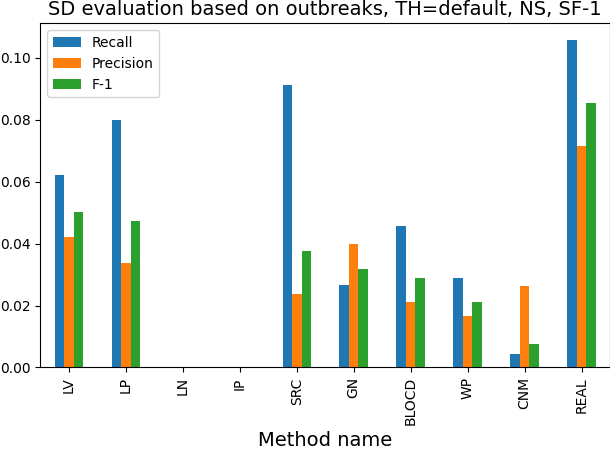 SD evaluation based on outbreaks, TH=default, NS, SF-1
Recall
Precision
F-1
0.10
0.08
0.06
0.04
0.02
0.00
LV LP LN IP SRC GN BLOCD WP CNM REAL
Method name